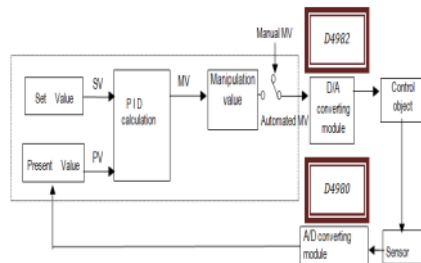 Manual MV
D4982
Set Value
SV
PID
calculation
MV
Manipulation
value
Automated MV
D/A
converting
module
Control
object
Present Value
PV
D4980
A/D converting
module
Sensor